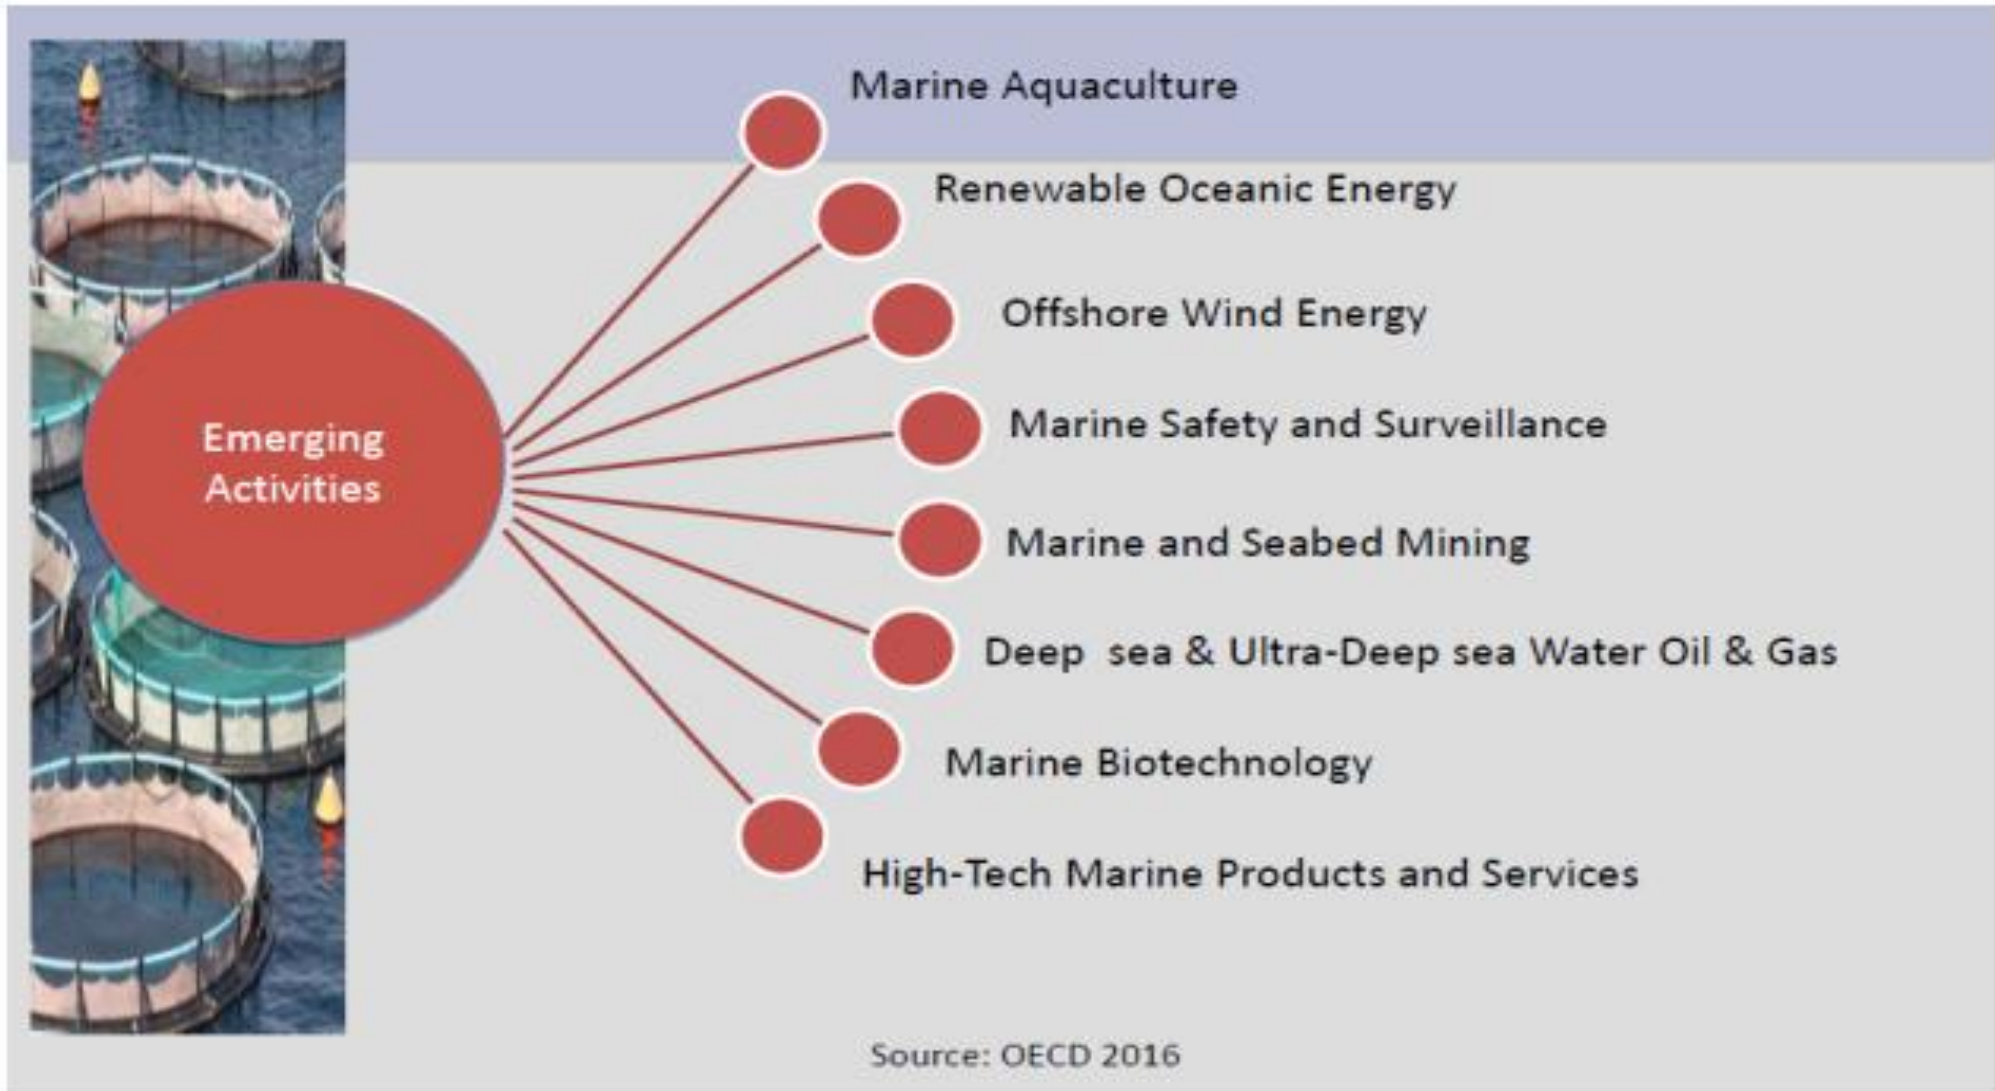 Marine Aquaculture
Renewable Oceanic Energy
Offshore Wind Energy
Marine Safety and Surveillance
Emerging
Activities
Marine and Seabed Mining
Deep sea & Ultra-Deep sea Water Oil & Gas
Marine Biotechnology
High-Tech Marine Products and Services
Source: OECD 2016